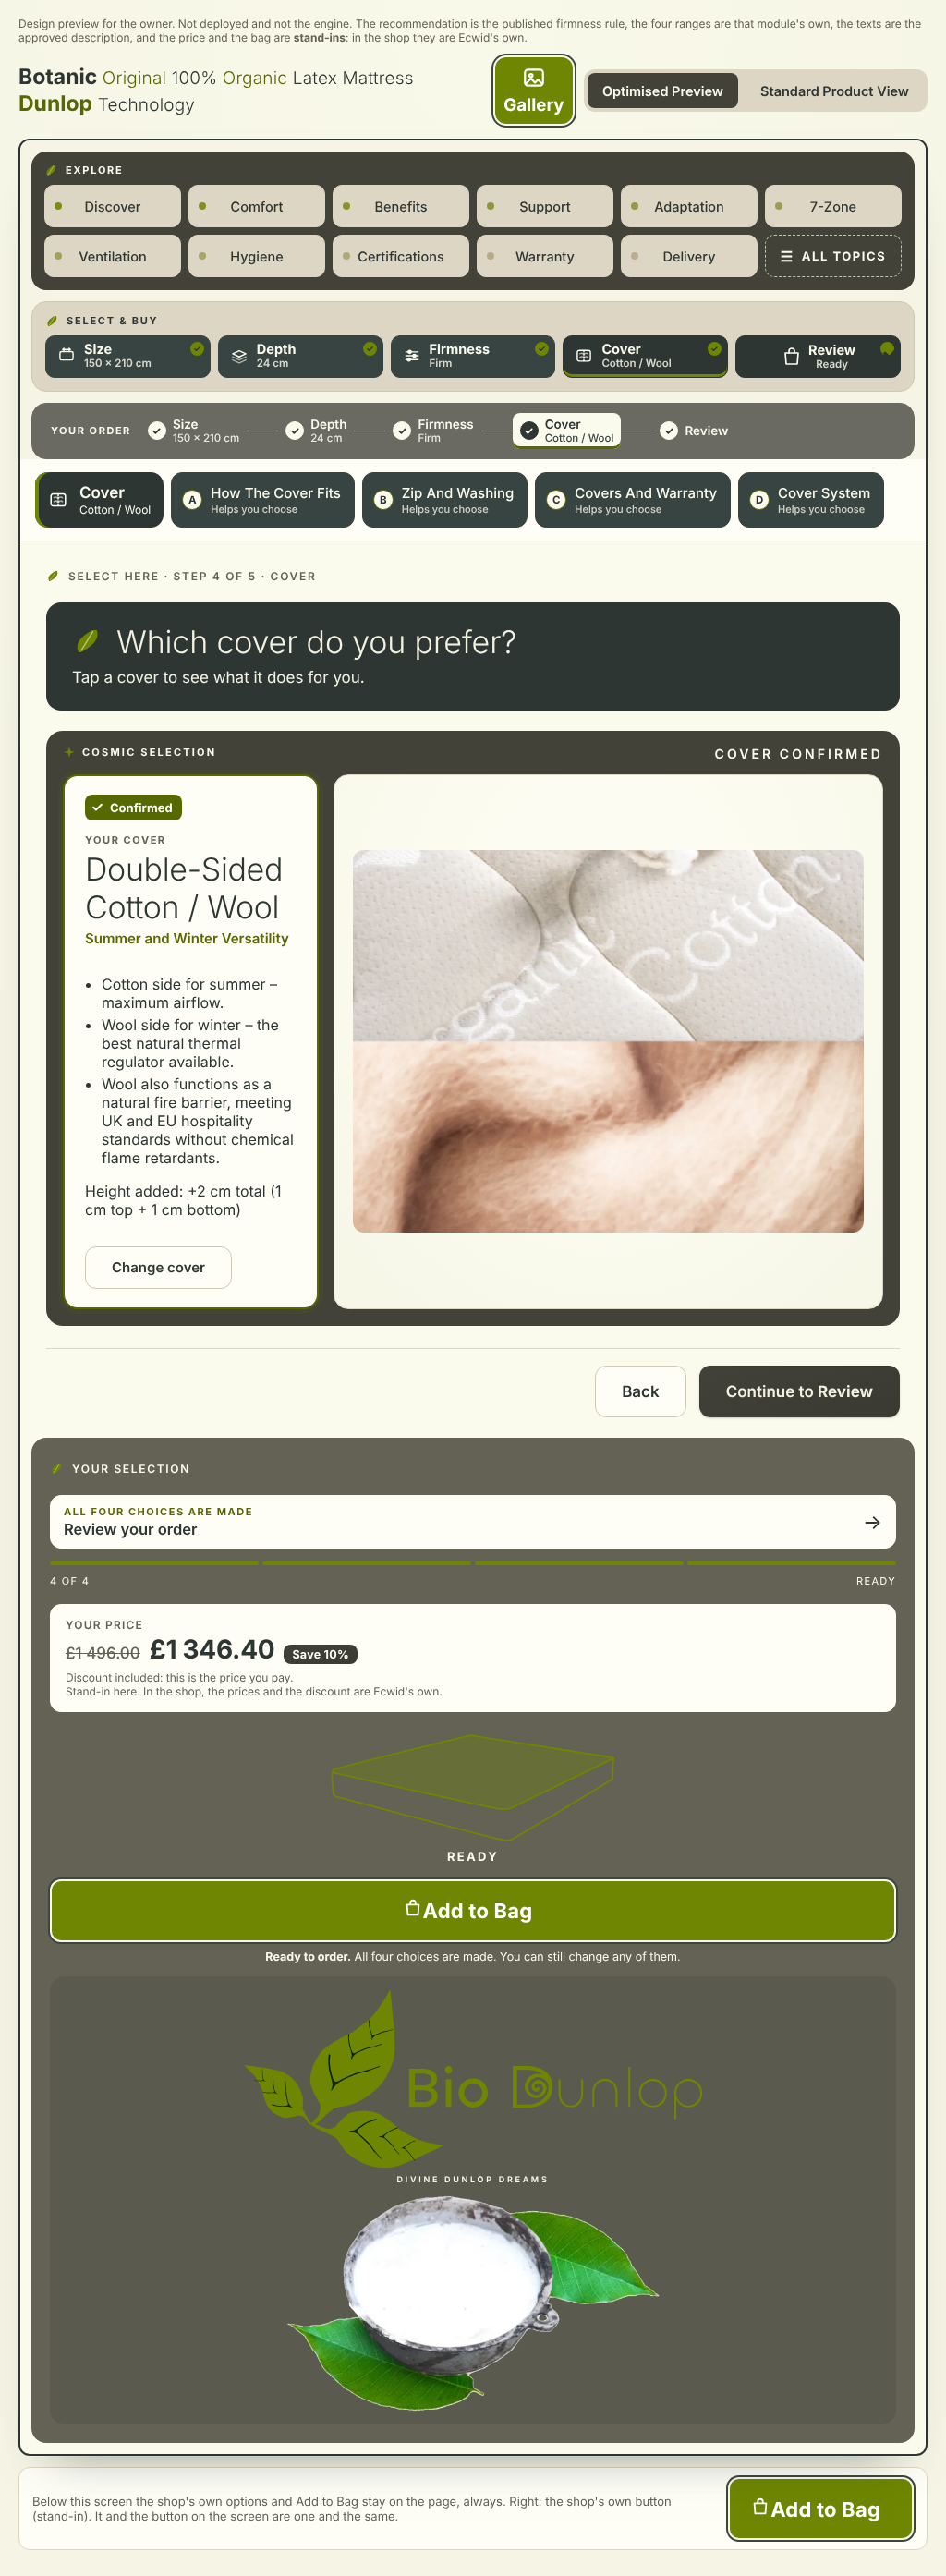 Design preview for the owner. Not deployed and not the engine. The recommendation is the published firmness rule, the four ranges are that module's own, the texts are the
approved description, and the price and the bag are stand-ins: in the shop they are Ecwid's own.
Botanic Original 100% Organic Latex Mattress
Dunlop Technology
Gallery
Optimised Preview
Standard Product View
EXPLORE
Discover
Comfort
Benefits
Support
Adaptation
7-Zone
Ventilation
Hygiene
Certifications
Warranty
Delivery
ALL TOPICS
SELECT & BUY
Size
150 × 210 cm
Depth
24 cm
Firmness
Firm
Cover
Cotton / Wool
Review
Ready
YOUR ORDER
Size
150 × 210 cm
Depth
24 cm
Firmness
Firm
Cover
Cotton / Wool
Review
Cover
Cotton / Wool
A
How The Cover Fits
Helps you choose
B
Zip And Washing
Helps you choose
C
Covers And Warranty
Helps you choose
D
Cover System
Helps you choose
SELECT HERE · STEP 4 OF 5 · COVER
Which cover do you prefer?
Tap a cover to see what it does for you.
COSMIC SELECTION
COVER CONFIRMED
Confirmed
YOUR COVER
Double-Sided
Cotton / Wool
Summer and Winter Versatility
• Cotton side for summer –
maximum airflow.
• Wool side for winter – the
best natural thermal
regulator available.
• Wool also functions as a
natural fire barrier, meeting
UK and EU hospitality
standards without chemical
flame retardants.
Height added: +2 cm total (1
cm top + 1 cm bottom)
Change cover
Cotton
Back
Continue to Review
YOUR SELECTION
ALL FOUR CHOICES ARE MADE
Review your order
4 OF 4
READY
YOUR PRICE
£1 496.00 £1 346.40 Save 10%
Discount included: this is the price you pay.
Stand-in here. In the shop, the prices and the discount are Ecwid's own.
READY
Add to Bag
Ready to order. All four choices are made. You can still change any of them.
Bio Dunlop
DIVINE DUNLOP DREAMS
Below this screen the shop's own options and Add to Bag stay on the page, always. Right: the shop's own button
(stand-in). It and the button on the screen are one and the same.
Add to Bag